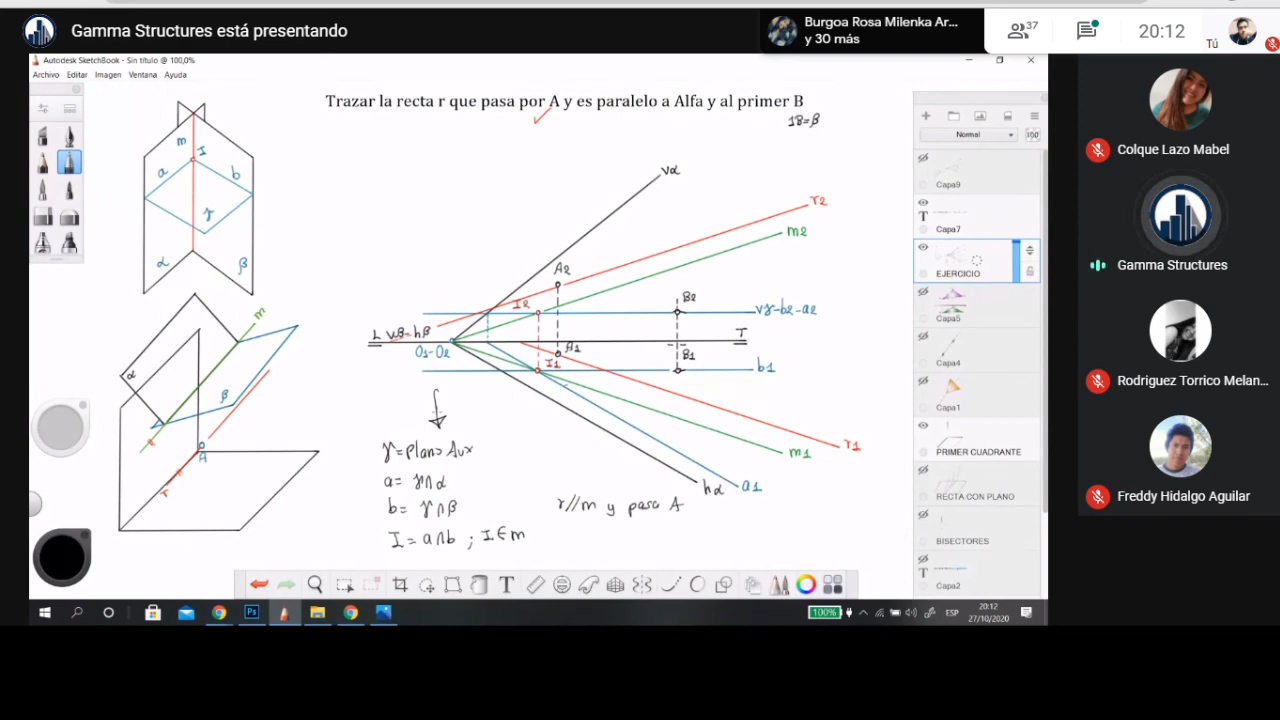 Gamma Structures está presentando
Burgoa Rosa Milenka Ar...
y 30 más
37
20:12
Tú
Autodesk SketchBook - Sin título @ 100,0%
Archivo Editar Imagen Ventana Ayuda
Trazar la recta r que pasa por A y es paralelo a Alfa y al primer B
1B=β
m
I
a
b
γ
α
β
m
α
β
A
r
vα
r2
m2
A2
I2
B2
vγ-b2-a2
L vβ-hβ
T
O1-O2
A1
I1
B1
b1
r1
m1
hα
a1
γ=plano Aux
a= γ∩α
b= γ∩β
I= a∩b ; I∈m
r//m y pasa A
Normal
100
Capa9
Capa7
EJERCICIO
Capa5
Capa4
Capa1
PRIMER CUADRANTE
RECTA CON PLANO
BISECTORES
Capa2
Colque Lazo Mabel
Gamma Structures
Rodriguez Torrico Melan...
Freddy Hidalgo Aguilar
100%
ESP
20:12
27/10/2020